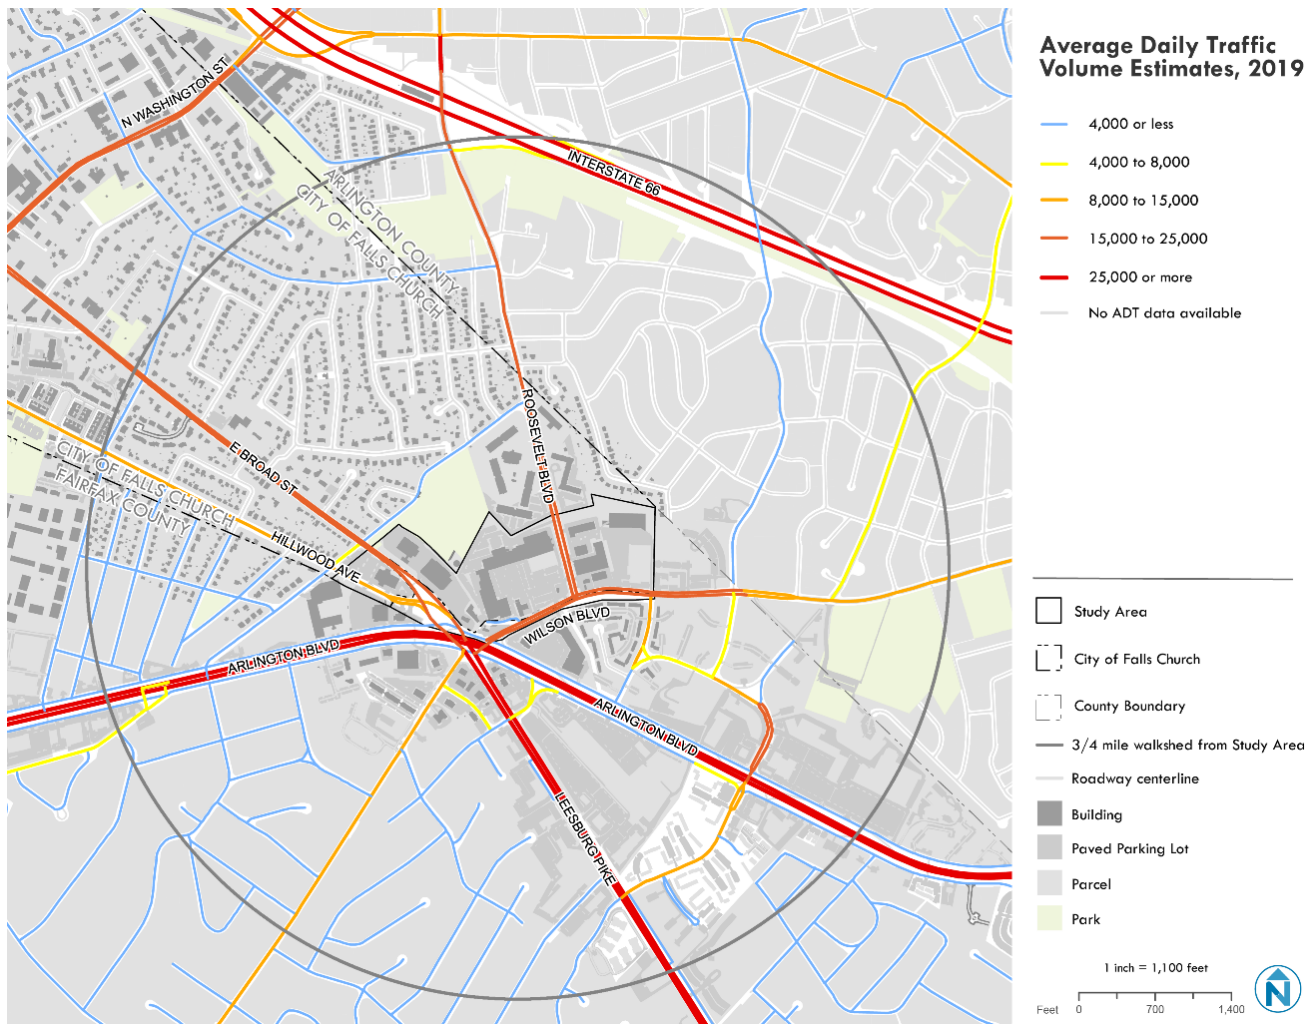 Average Daily Traffic
Volume Estimates, 2019
4,000 or less
4,000 to 8,000
8,000 to 15,000
15,000 to 25,000
25,000 or more
No ADT data available
Study Area
City of Falls Church
County Boundary
3/4 mile walkshed from Study Area
Roadway centerline
Building
Paved Parking Lot
Parcel
Park
1 inch = 1,100 feet
Feet
0
700
1,400
N
N WASHINGTON ST
INTERSTATE 66
ARLINGTON COUNTY
CITY OF FALLS CHURCH
ROOSEVELT BLVD
E BROAD ST
CITY OF FALLS CHURCH
FAIRFAX COUNTY
HILLWOOD AVE
WILSON BLVD
ARLINGTON BLVD
ARLINGTON BLVD
LEESBURG PIKE